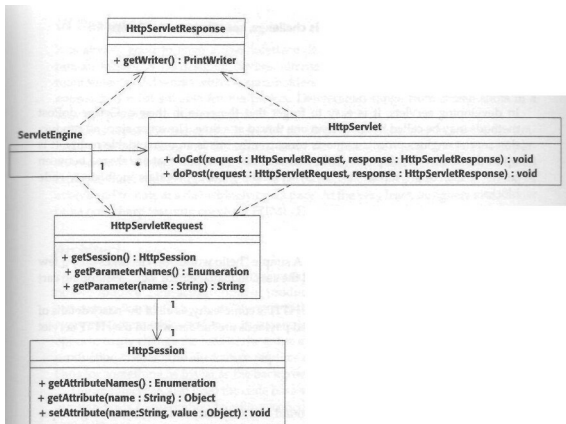 HttpServletResponse
+ getWriter() : PrintWriter
ServletEngine
1
*
HttpServlet
+ doGet(request : HttpServletRequest, response : HttpServletResponse) : void
+ doPost(request : HttpServletRequest, response : HttpServletResponse) : void
HttpServletRequest
+ getSession() : HttpSession
+ getParameterNames() : Enumeration
+ getParameter(name : String) : String
1
1
HttpSession
+ getAttributeNames() : Enumeration
+ getAttribute(name : String) : Object
+ setAttribute(name:String, value : Object) : void